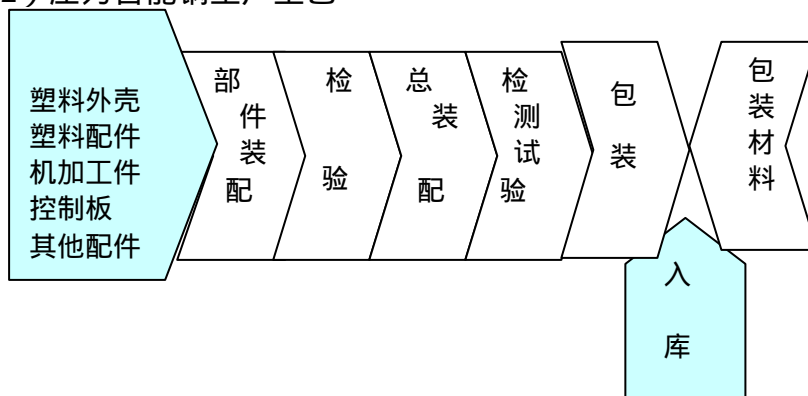 塑料外壳
塑料配件
机加工件
控制板
其他配件
部件装配
检验
总装配
检测试验
包装
包装材料
入库